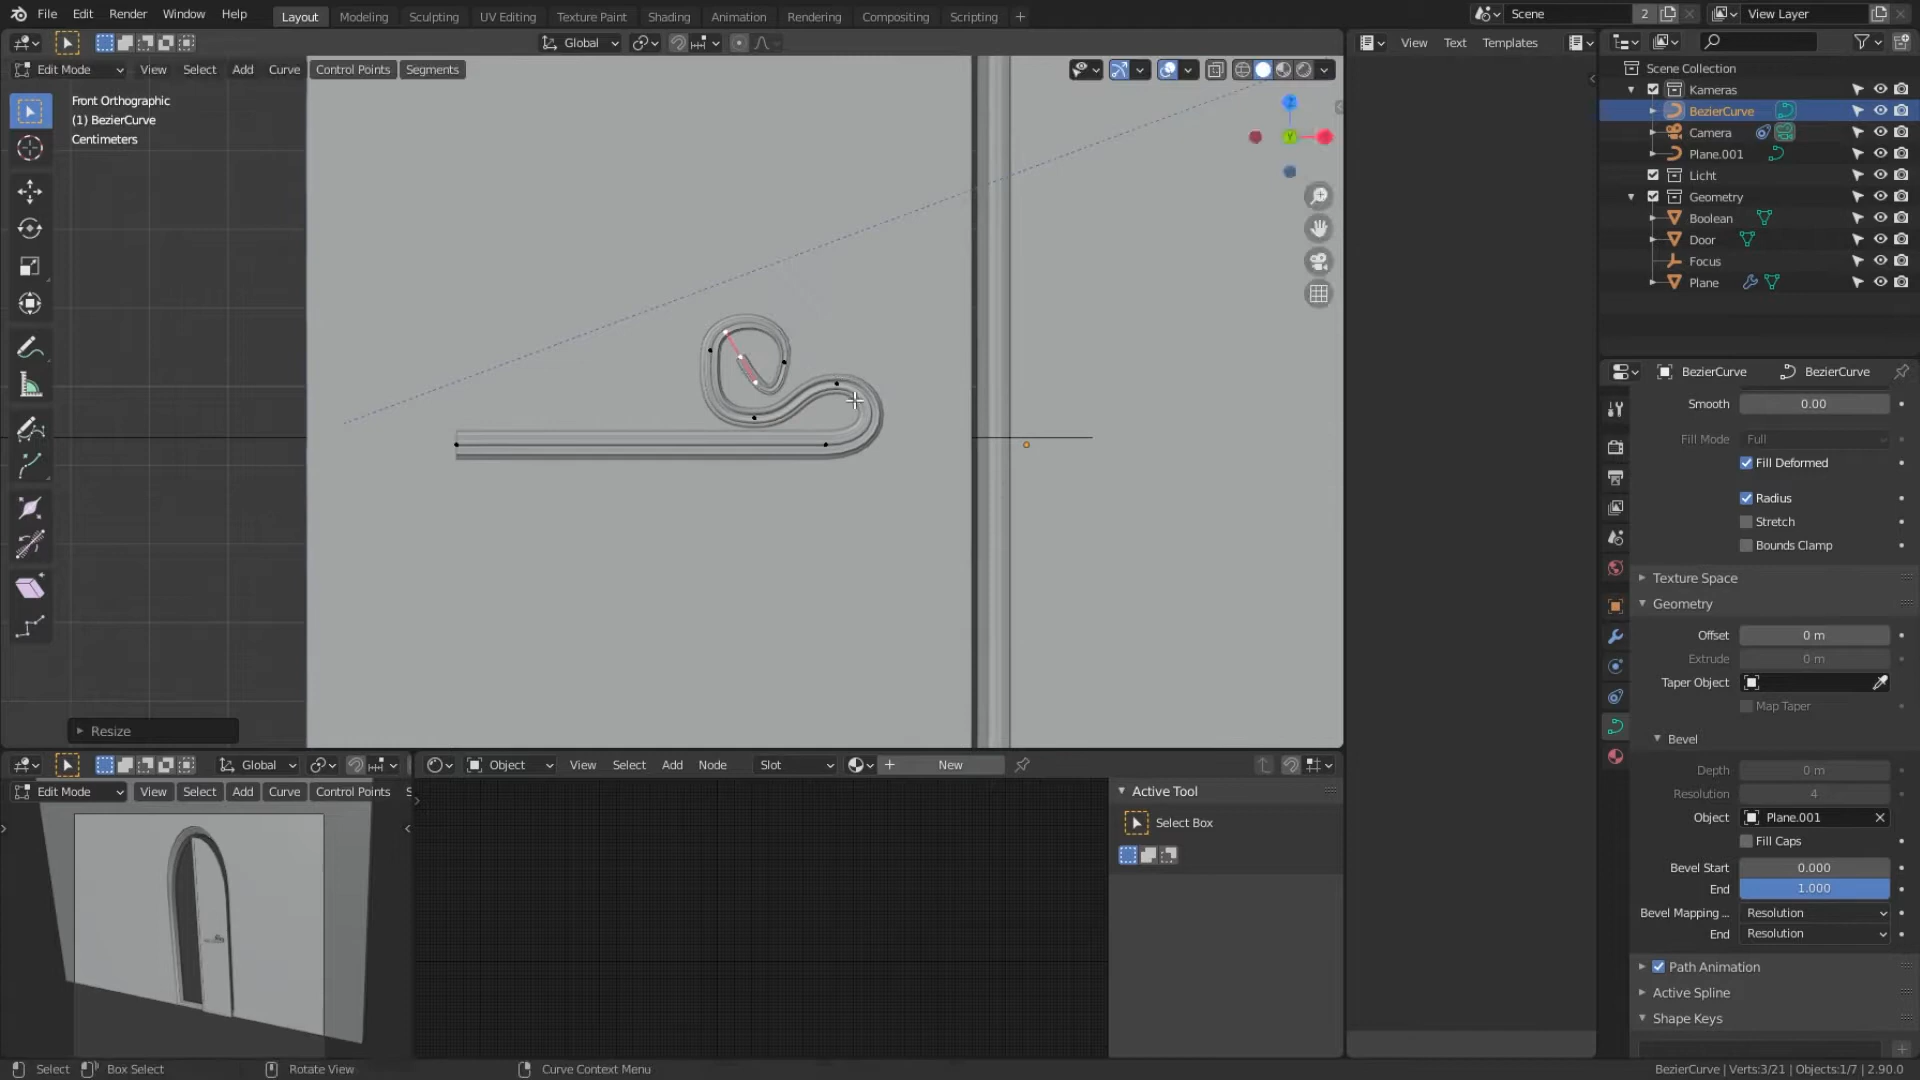 File Edit Render Window Help Layout Modeling Sculpting UV Editing Texture Paint Shading Animation Rendering Compositing Scripting + Scene 2 View Layer
Global View Text Templates
Edit Mode View Select Add Curve Control Points Segments
Front Orthographic
(1) BezierCurve
Centimeters
Scene Collection
Kameras
BezierCurve
Camera
Plane.001
Licht
Geometry
Boolean
Door
Focus
Plane
BezierCurve BezierCurve
Smooth 0.00
Fill Mode Full
Fill Deformed
Radius
Stretch
Bounds Clamp
Texture Space
Geometry
Offset 0 m
Extrude 0 m
Taper Object
Map Taper
Bevel
Depth 0 m
Resolution 4
Object Plane.001
Fill Caps
Bevel Start 0.000
End 1.000
Bevel Mapping ... Resolution
End Resolution
Path Animation
Active Spline
Shape Keys
Resize
Global Object View Select Add Node Slot New
Edit Mode View Select Add Curve Control Points S
Active Tool
Select Box
Select Box Select Rotate View Curve Context Menu BezierCurve | Verts:3/21 | Objects:1/7 | 2.90.0